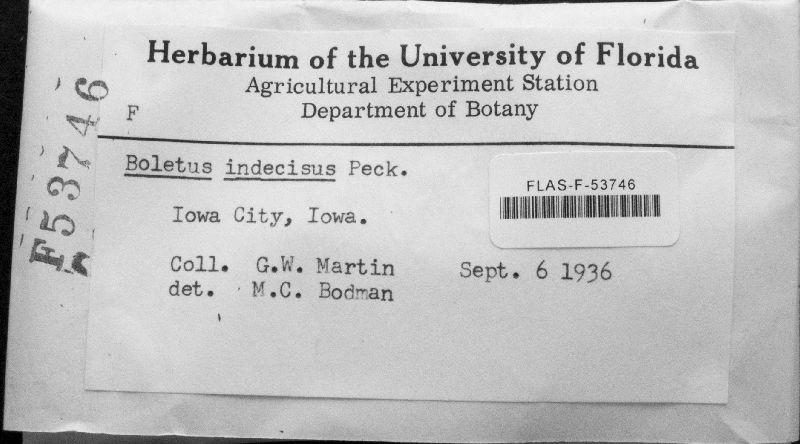 Herbarium of the University of Florida
Agricultural Experiment Station
Department of Botany
F
Boletus indecisus Peck.
FLAS-F-53746
Iowa City, Iowa.
Coll. G.W. Martin Sept. 6 1936
det. M.C. Bodman
F53746